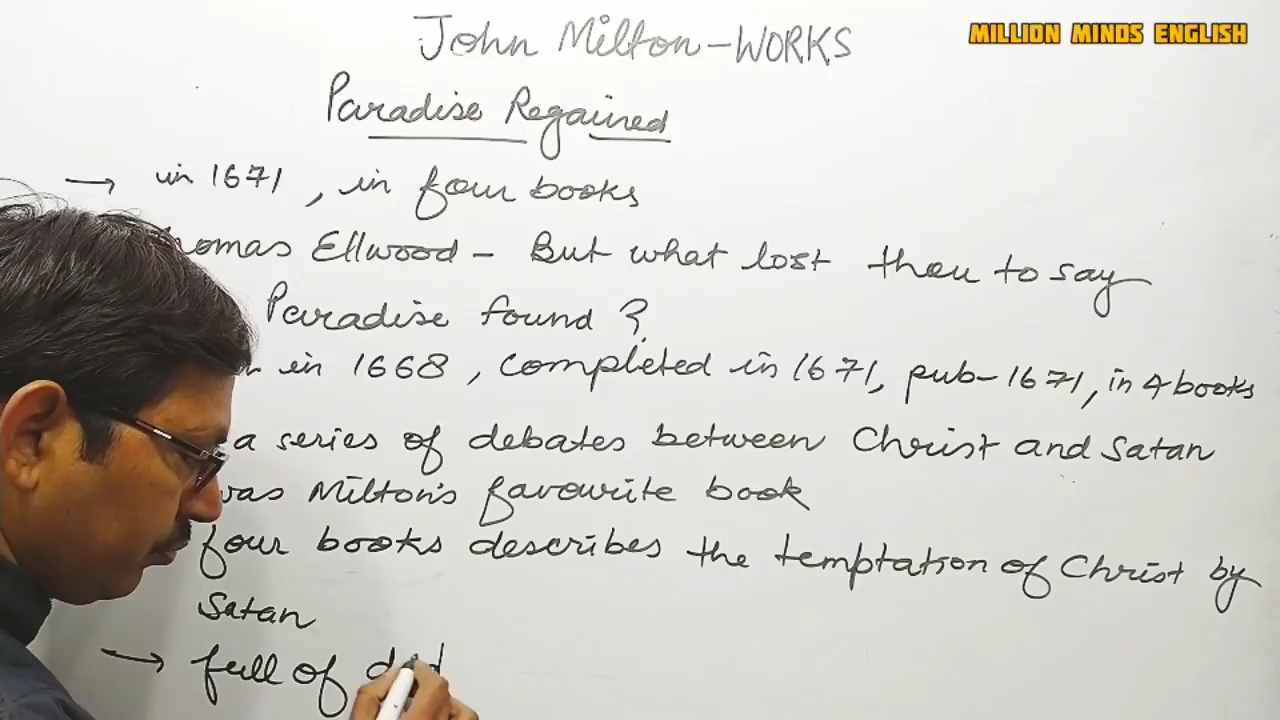 MILLION MINDS ENGLISH
John Milton - WORKS
Paradise Regained
→ in 1671, in four books
homas Ellwood - But what lost thou to say
Paradise found ?
in 1668, completed in 1671, pub- 1671, in 4 books
a series of debates between Christ and Satan
was Milton's favourite book
four books describes the temptation of Christ by
Satan
→ full of